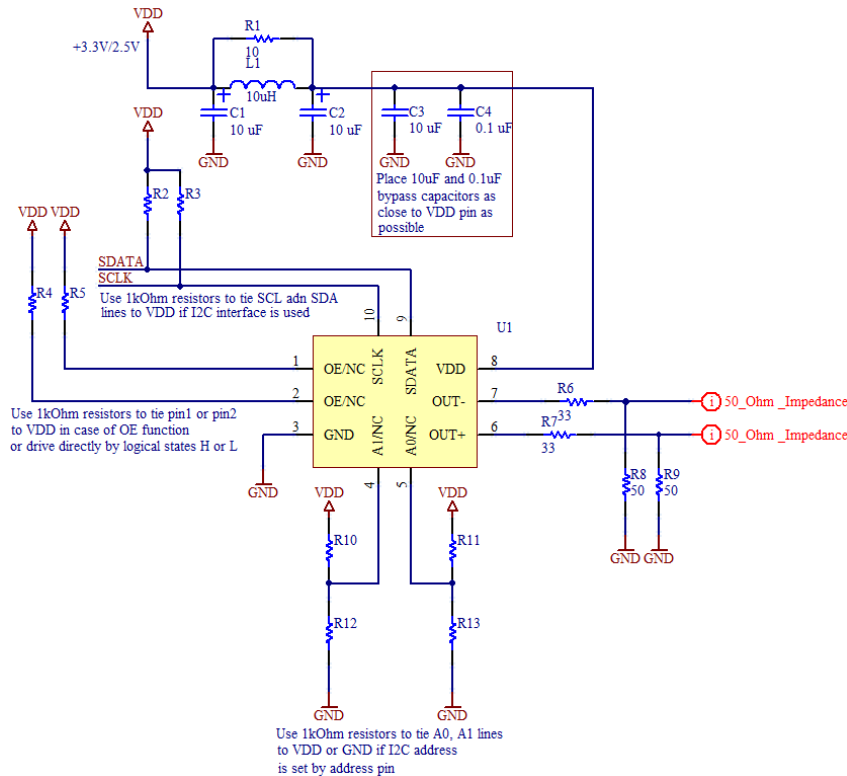 VDD
R1
+3.3V/2.5V
10
L1
10uH
C1
10 uF
C2
10 uF
C3
10 uF
C4
0.1 uF
GND
GND
GND
GND
Place 10uF and 0.1uF
bypass capacitors as
close to VDD pin as
possible
VDD
R2
R3
VDD
VDD
R4
R5
SDATA
SCLK
Use 1kOhm resistors to tie SCL adn SDA
lines to VDD if I2C interface is used
10
9
U1
1
OE/NC
SCLK
SDATA
VDD
8
2
OE/NC
OUT-
7
3
GND
A1/NC
A0/NC
OUT+
6
4
5
R6
33
R7
33
50_Ohm _Impedance
50_Ohm _Impedance
R8
50
R9
50
GND
GND
Use 1kOhm resistors to tie pin1 or pin2
to VDD in case of OE function
or drive directly by logical states H or L
GND
VDD
VDD
R10
R11
R12
R13
GND
GND
Use 1kOhm resistors to tie A0, A1 lines
to VDD or GND if I2C address
is set by address pin